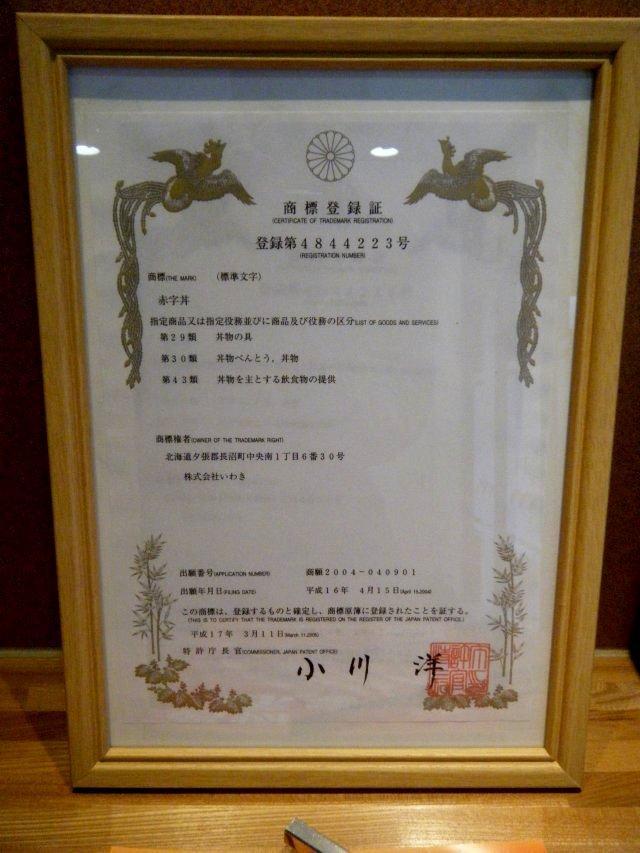 商標登録証
(CERTIFICATE OF TRADEMARK REGISTRATION)
登録第4844223号
(REGISTRATION NUMBER)
商標(THE MARK) (標準文字)
赤字丼
指定商品又は指定役務並びに商品及び役務の区分(LIST OF GOODS AND SERVICES)
第29類 丼物の具
第30類 丼物べんとう，丼物
第43類 丼物を主とする飲食物の提供
商標権者(OWNER OF THE TRADEMARK RIGHT)
北海道夕張郡長沼町中央南1丁目6番30号
株式会社いわき
出願番号(APPLICATION NUMBER) 商願2004-040901
出願年月日(FILING DATE) 平成16年 4月15日(April 15,2004)
この商標は、登録するものと確定し、商標原簿に登録されたことを証する。
(THIS IS TO CERTIFY THAT THE TRADEMARK IS REGISTERED ON THE REGISTER OF THE JAPAN PATENT OFFICE.)
平成17年 3月11日(March 11,2005)
特許庁長官(COMMISSIONER, JAPAN PATENT OFFICE)
小川 洋